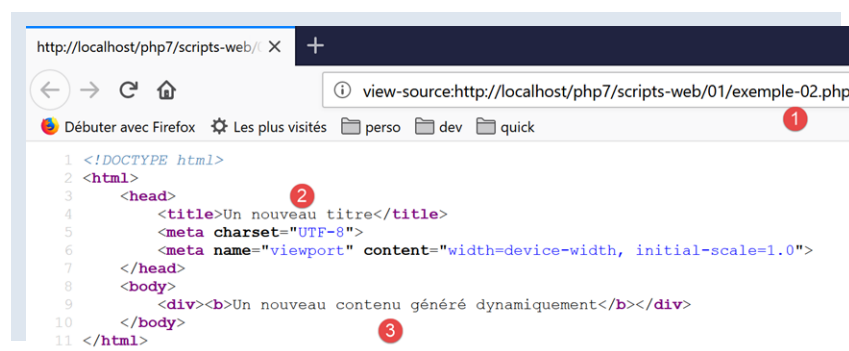 http://localhost/php7/scripts-web/
view-source:http://localhost/php7/scripts-web/01/exemple-02.php
1
Débuter avec Firefox Les plus visités perso dev quick
1 <!DOCTYPE html>
2 <html>
3 <head>
2
4 <title>Un nouveau titre</title>
5 <meta charset="UTF-8">
6 <meta name="viewport" content="width=device-width, initial-scale=1.0">
7 </head>
8 <body>
9 <div><b>Un nouveau contenu généré dynamiquement</b></div>
10 </body>
3
11 </html>